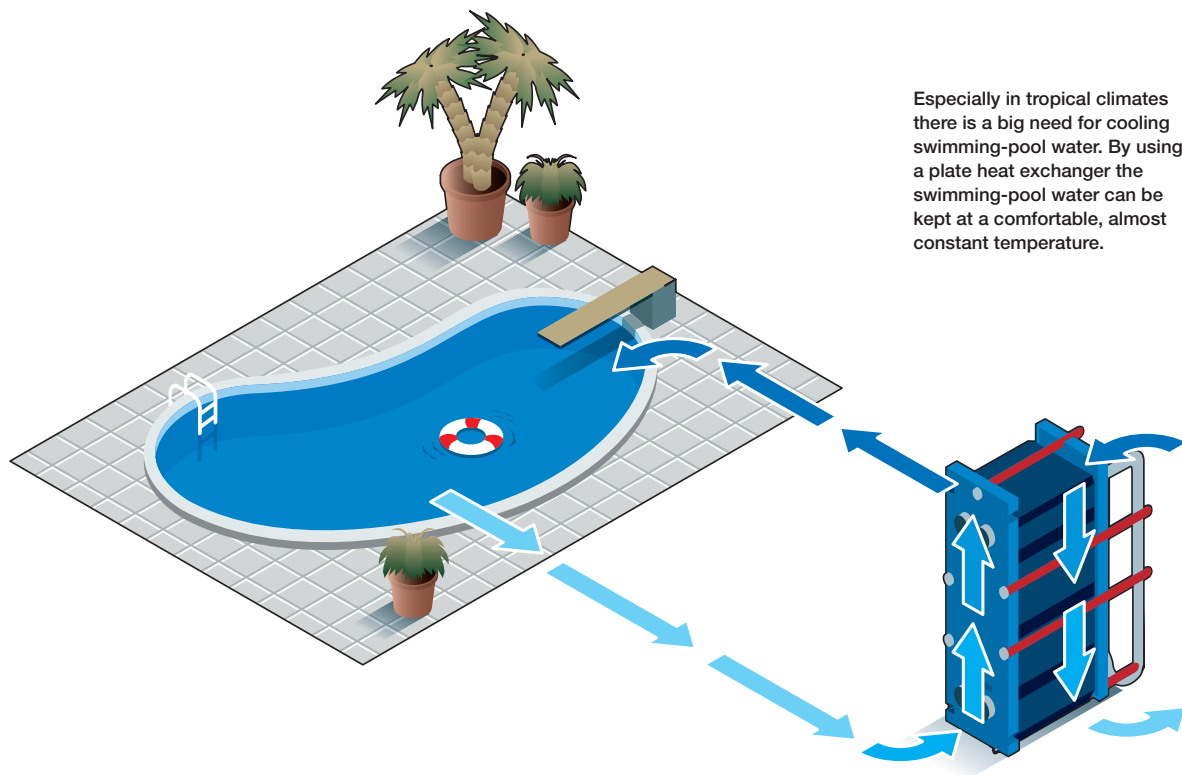 Especially in tropical climates
there is a big need for cooling
swimming-pool water. By using
a plate heat exchanger the
swimming-pool water can be
kept at a comfortable, almost
constant temperature.